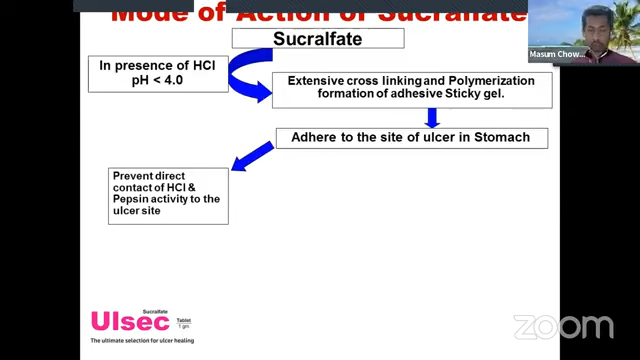 Mode of Action of Sucralfate
Sucralfate
In presence of HCl
pH < 4.0
Extensive cross linking and Polymerization
formation of adhesive Sticky gel.
Adhere to the site of ulcer in Stomach
Prevent direct
contact of HCl &
Pepsin activity to the
ulcer site
Sucralfate
Ulsec Tablet
1 gm
The ultimate selection for ulcer healing
Masum Chow...
zoom